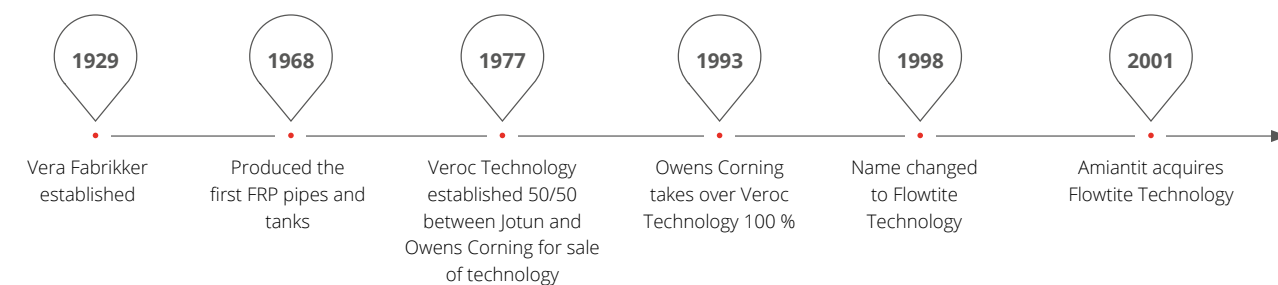 1929
Vera Fabrikker
established
1968
Produced the
first FRP pipes and
tanks
1977
Veroc Technology
established 50/50
between Jotun and
Owens Corning for sale
of technology
1993
Owens Corning
takes over Veroc
Technology 100 %
1998
Name changed
to Flowtite
Technology
2001
Amiantit acquires
Flowtite Technology